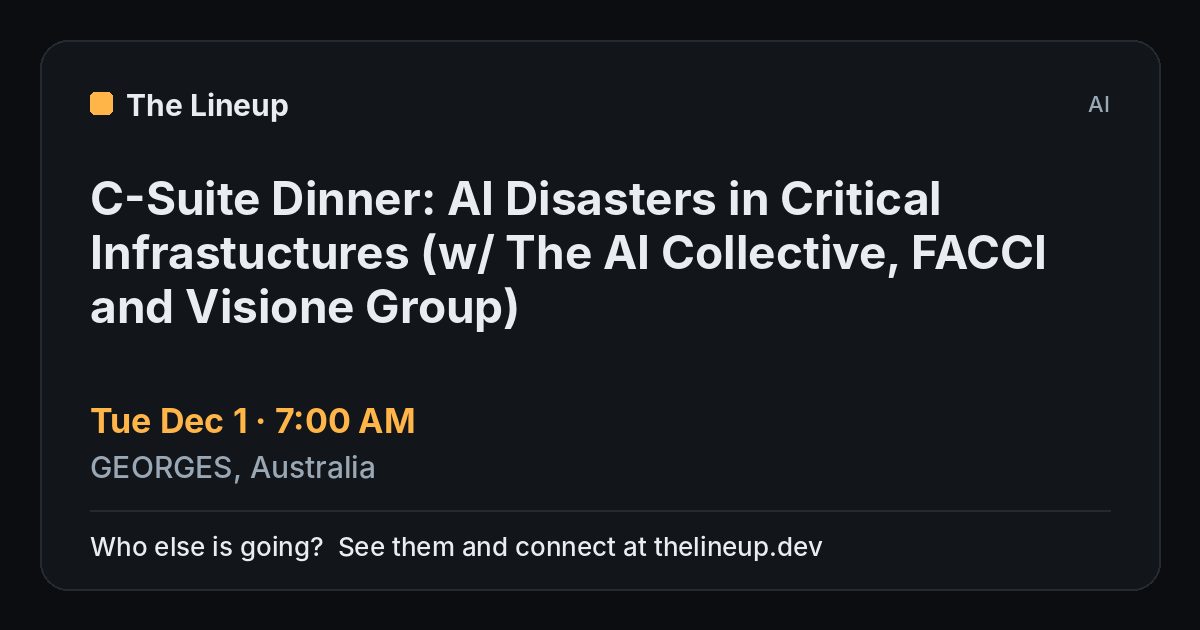 The Lineup
AI
C-Suite Dinner: AI Disasters in Critical
Infrastuctures (w/ The AI Collective, FACCI
and Visione Group)
Tue Dec 1 · 7:00 AM
GEORGES, Australia
Who else is going? See them and connect at thelineup.dev